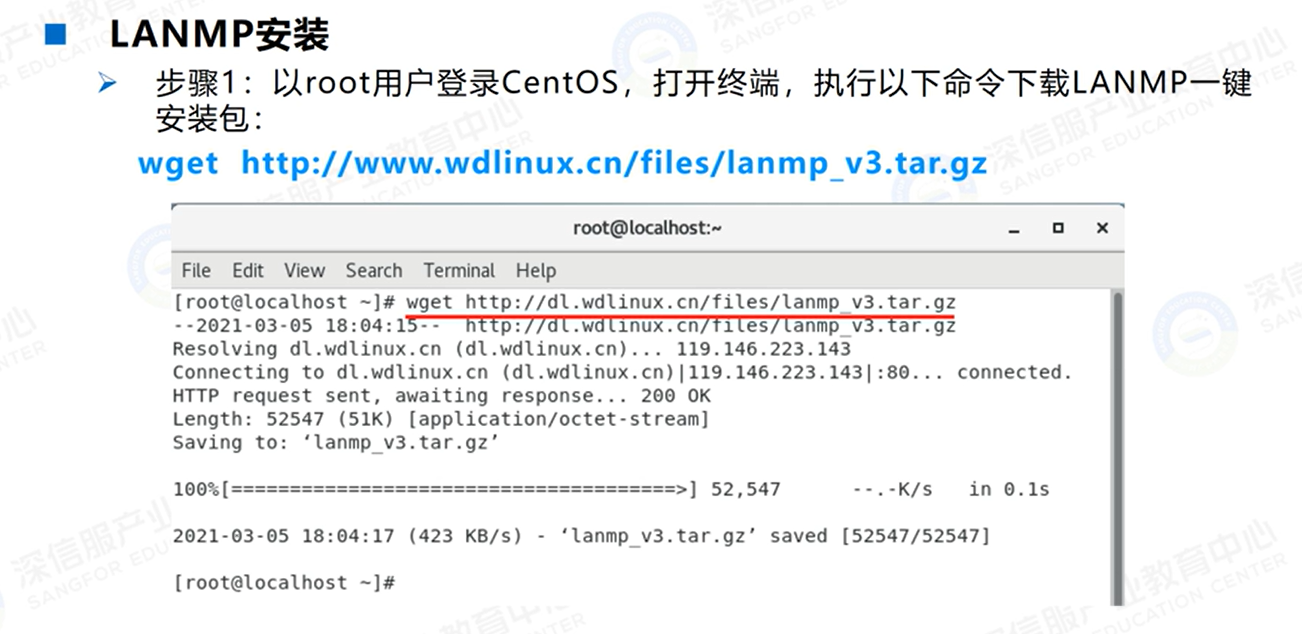 LANMP安装
步骤1：以root用户登录CentOS，打开终端，执行以下命令下载LANMP一键
安装包：
wget http://www.wdlinux.cn/files/lanmp_v3.tar.gz
root@localhost:~
File Edit View Search Terminal Help
[root@localhost ~]# wget http://dl.wdlinux.cn/files/lanmp_v3.tar.gz
--2021-03-05 18:04:15-- http://dl.wdlinux.cn/files/lanmp_v3.tar.gz
Resolving dl.wdlinux.cn (dl.wdlinux.cn)... 119.146.223.143
Connecting to dl.wdlinux.cn (dl.wdlinux.cn)|119.146.223.143|:80... connected.
HTTP request sent, awaiting response... 200 OK
Length: 52547 (51K) [application/octet-stream]
Saving to: ‘lanmp_v3.tar.gz’
100%[======================================>] 52,547 --.-K/s in 0.1s
2021-03-05 18:04:17 (423 KB/s) - ‘lanmp_v3.tar.gz’ saved [52547/52547]
[root@localhost ~]#
深信服产业教育中心
SANGFOR EDUCATION CENTER